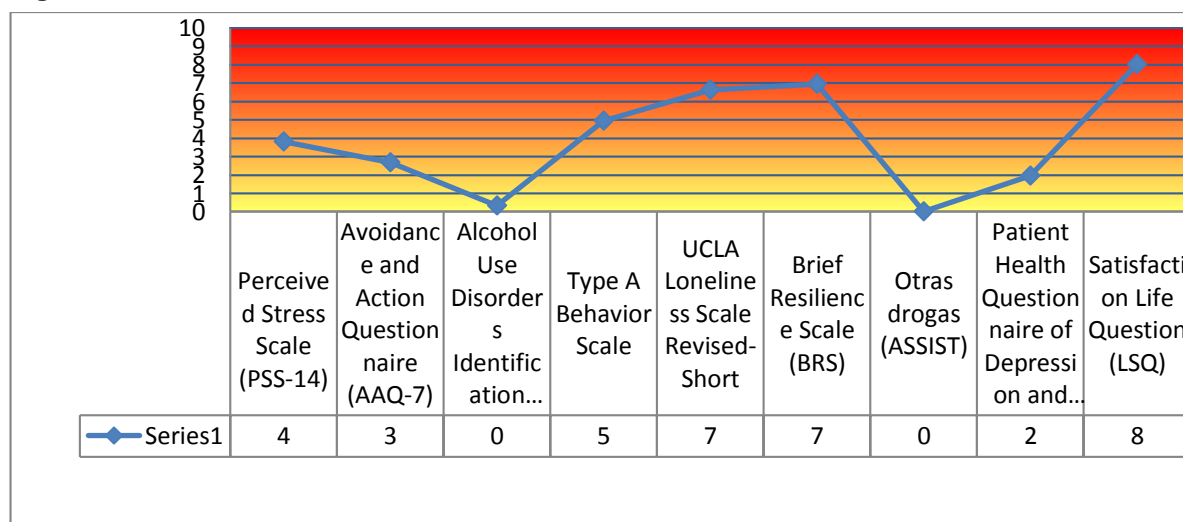 10
9
8
7
6
5
4
3
2
1
0
Perceive
d Stress
Scale
(PSS-14)
Avoidanc
e and
Action
Question
naire
(AAQ-7)
Alcohol
Use
Disorder
s
Identific
ation...
Type A
Behavior
Scale
UCLA
Loneline
ss Scale
Revised-
Short
Brief
Resilienc
e Scale
(BRS)
Otras
drogas
(ASSIST)
Patient
Health
Question
naire of
Depressi
on and...
Satisfacti
on Life
Question
(LSQ)
Series1 4 3 0 5 7 7 0 2 8